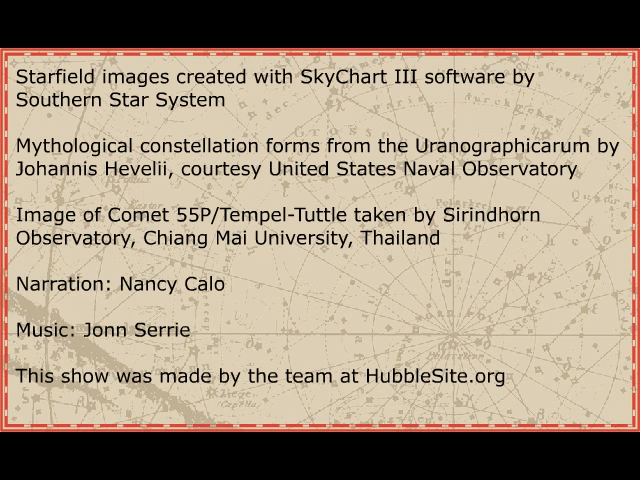 Starfield images created with SkyChart III software by
Southern Star System
Mythological constellation forms from the Uranographicarum by
Johannis Hevelii, courtesy United States Naval Observatory
Image of Comet 55P/Tempel-Tuttle taken by Sirindhorn
Observatory, Chiang Mai University, Thailand
Narration: Nancy Calo
Music: Jonn Serrie
This show was made by the team at HubbleSite.org